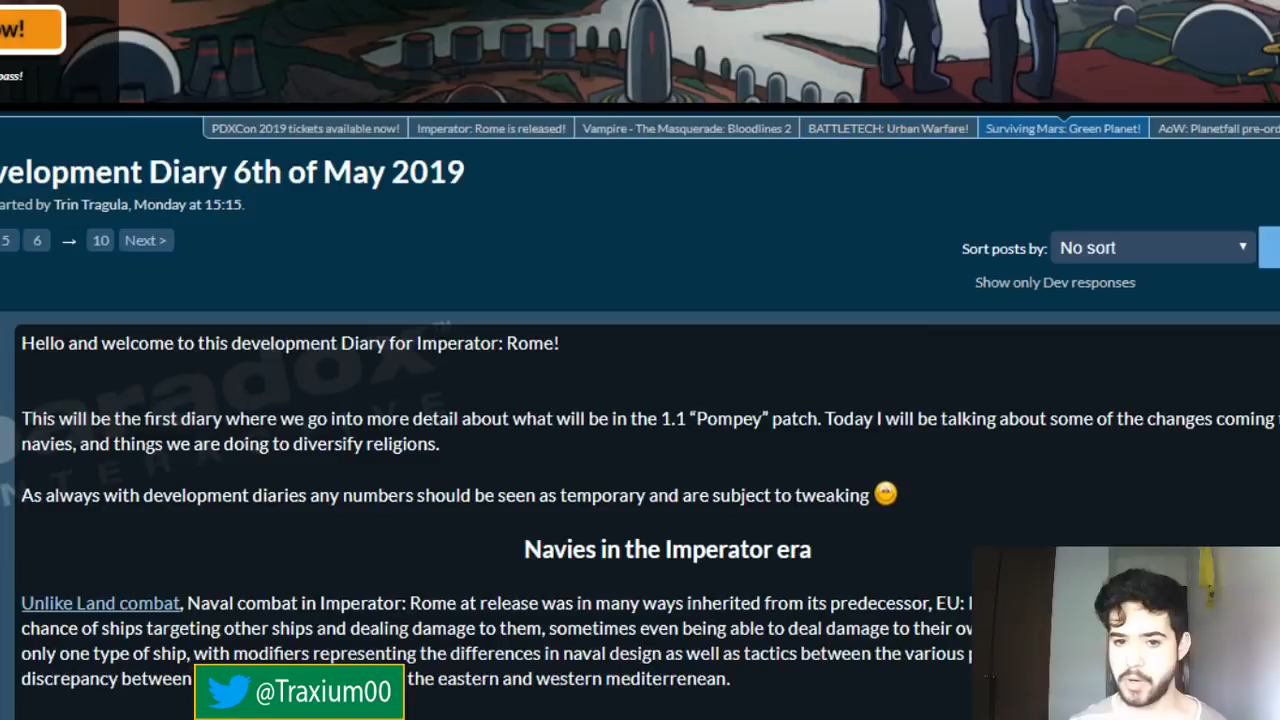 ow!
pass!
PDXCon 2019 tickets available now! Imperator: Rome is released! Vampire - The Masquerade: Bloodlines 2 BATTLETECH: Urban Warfare! Surviving Mars: Green Planet! AoW: Planetfall pre-ord
velopment Diary 6th of May 2019
arted by Trin Tragula, Monday at 15:15.
5 6 → 10 Next >
Sort posts by: No sort
Show only Dev responses
Hello and welcome to this development Diary for Imperator: Rome!
This will be the first diary where we go into more detail about what will be in the 1.1 “Pompey” patch. Today I will be talking about some of the changes coming
navies, and things we are doing to diversify religions.
As always with development diaries any numbers should be seen as temporary and are subject to tweaking
Navies in the Imperator era
Unlike Land combat, Naval combat in Imperator: Rome at release was in many ways inherited from its predecessor, EU:
chance of ships targeting other ships and dealing damage to them, sometimes even being able to deal damage to their ow
only one type of ship, with modifiers representing the differences in naval design as well as tactics between the various
discrepancy between the eastern and western mediterrenean.
@Traxium00